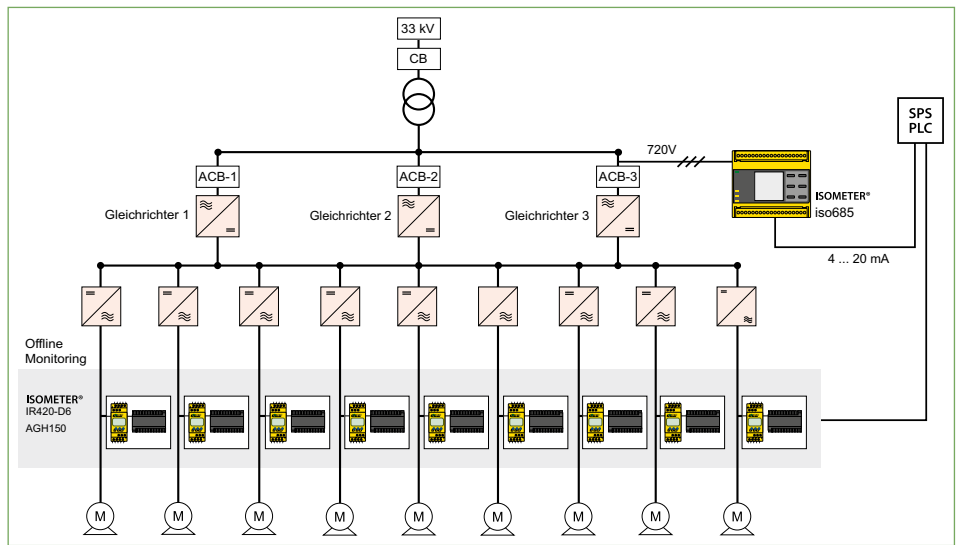 33 kV
CB
SPS
PLC
720V
ACB-1
ACB-2
ACB-3
ISOMETER®
iso685
Gleichrichter 1
Gleichrichter 2
Gleichrichter 3
4 ... 20 mA
Offline
Monitoring
ISOMETER®
IR420-D6
AGH150
M
M
M
M
M
M
M
M
M